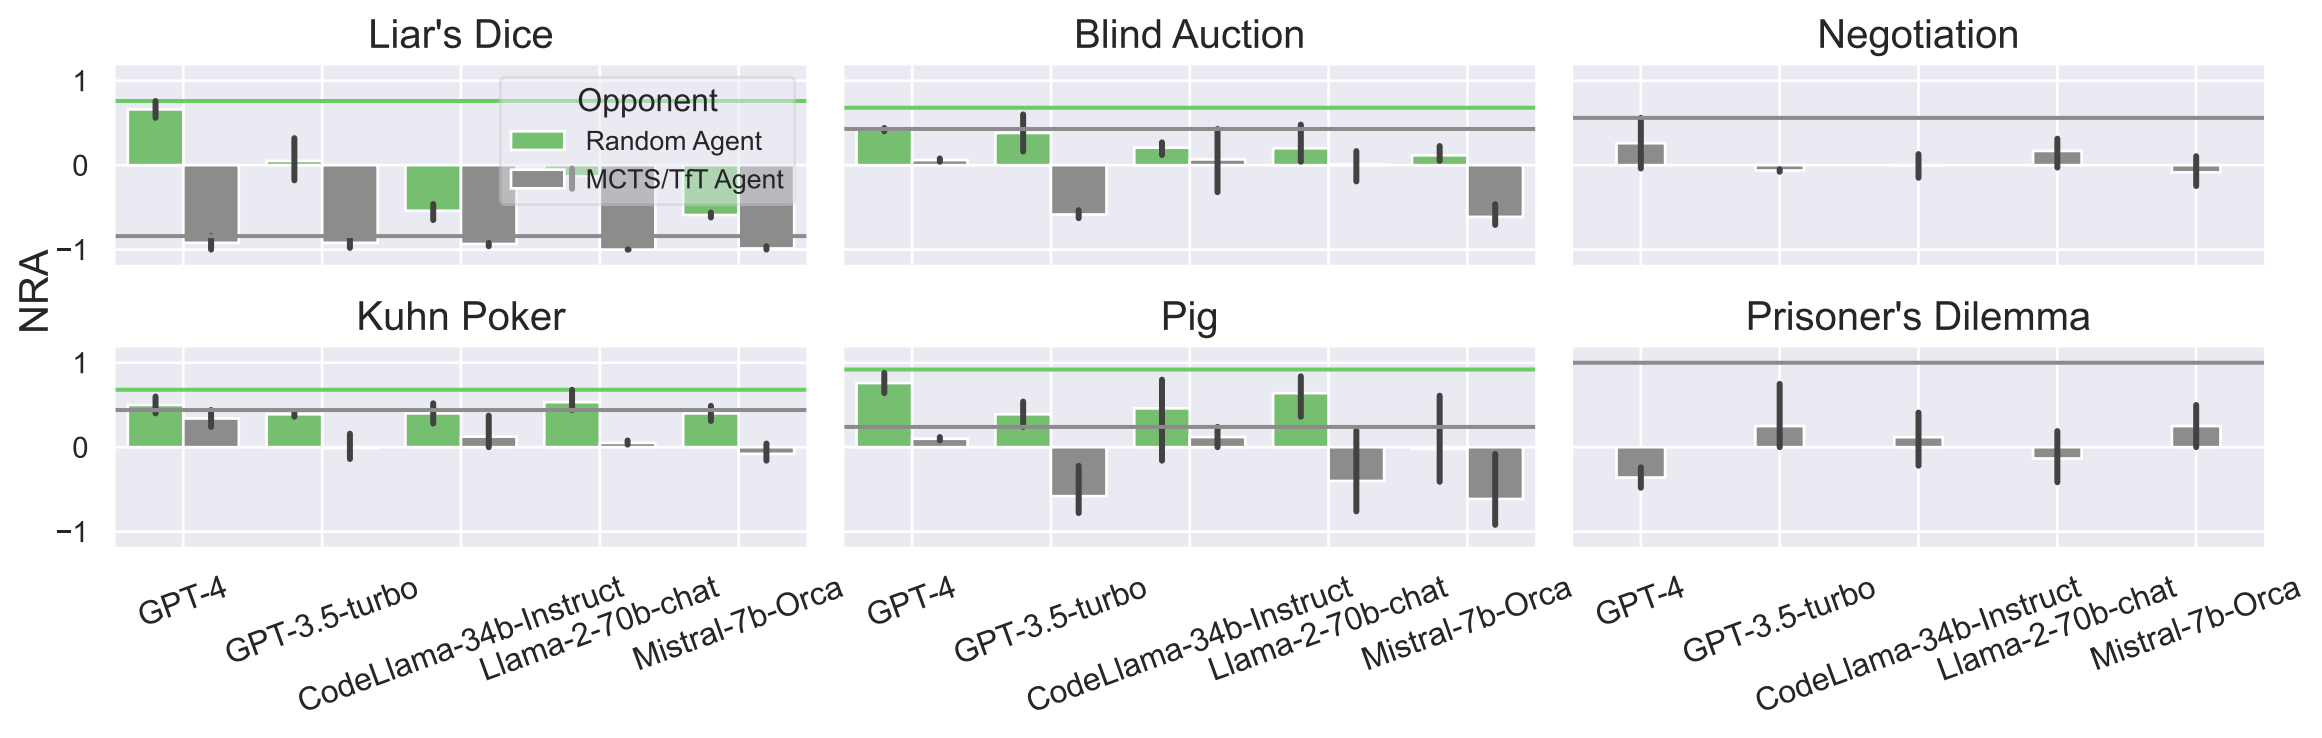 Liar's Dice
Blind Auction
Negotiation
1
0
−1
Opponent
Random Agent
MCTS/TfT Agent
NRA
Kuhn Poker
Pig
Prisoner's Dilemma
1
0
−1
GPT-4
GPT-3.5-turbo
CodeLlama-34b-Instruct
Llama-2-70b-chat
Mistral-7b-Orca
GPT-4
GPT-3.5-turbo
CodeLlama-34b-Instruct
Llama-2-70b-chat
Mistral-7b-Orca
GPT-4
GPT-3.5-turbo
CodeLlama-34b-Instruct
Llama-2-70b-chat
Mistral-7b-Orca